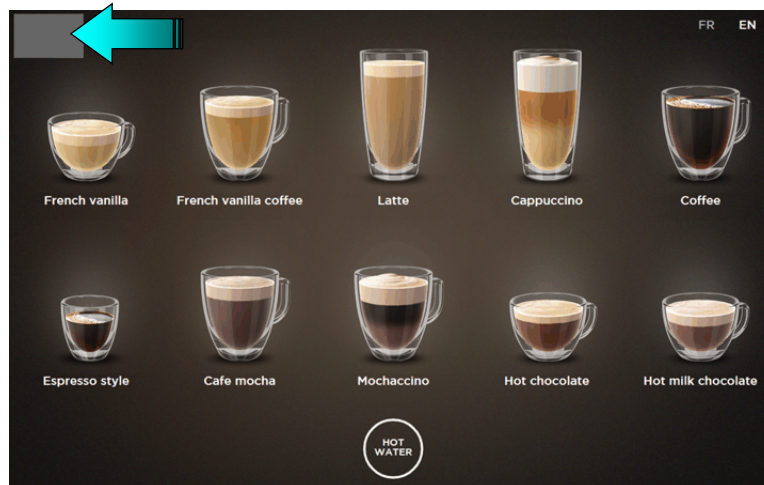 FR EN
French vanilla
French vanilla coffee
Latte
Cappuccino
Coffee
Espresso style
Cafe mocha
Mochaccino
Hot chocolate
Hot milk chocolate
HOT
WATER